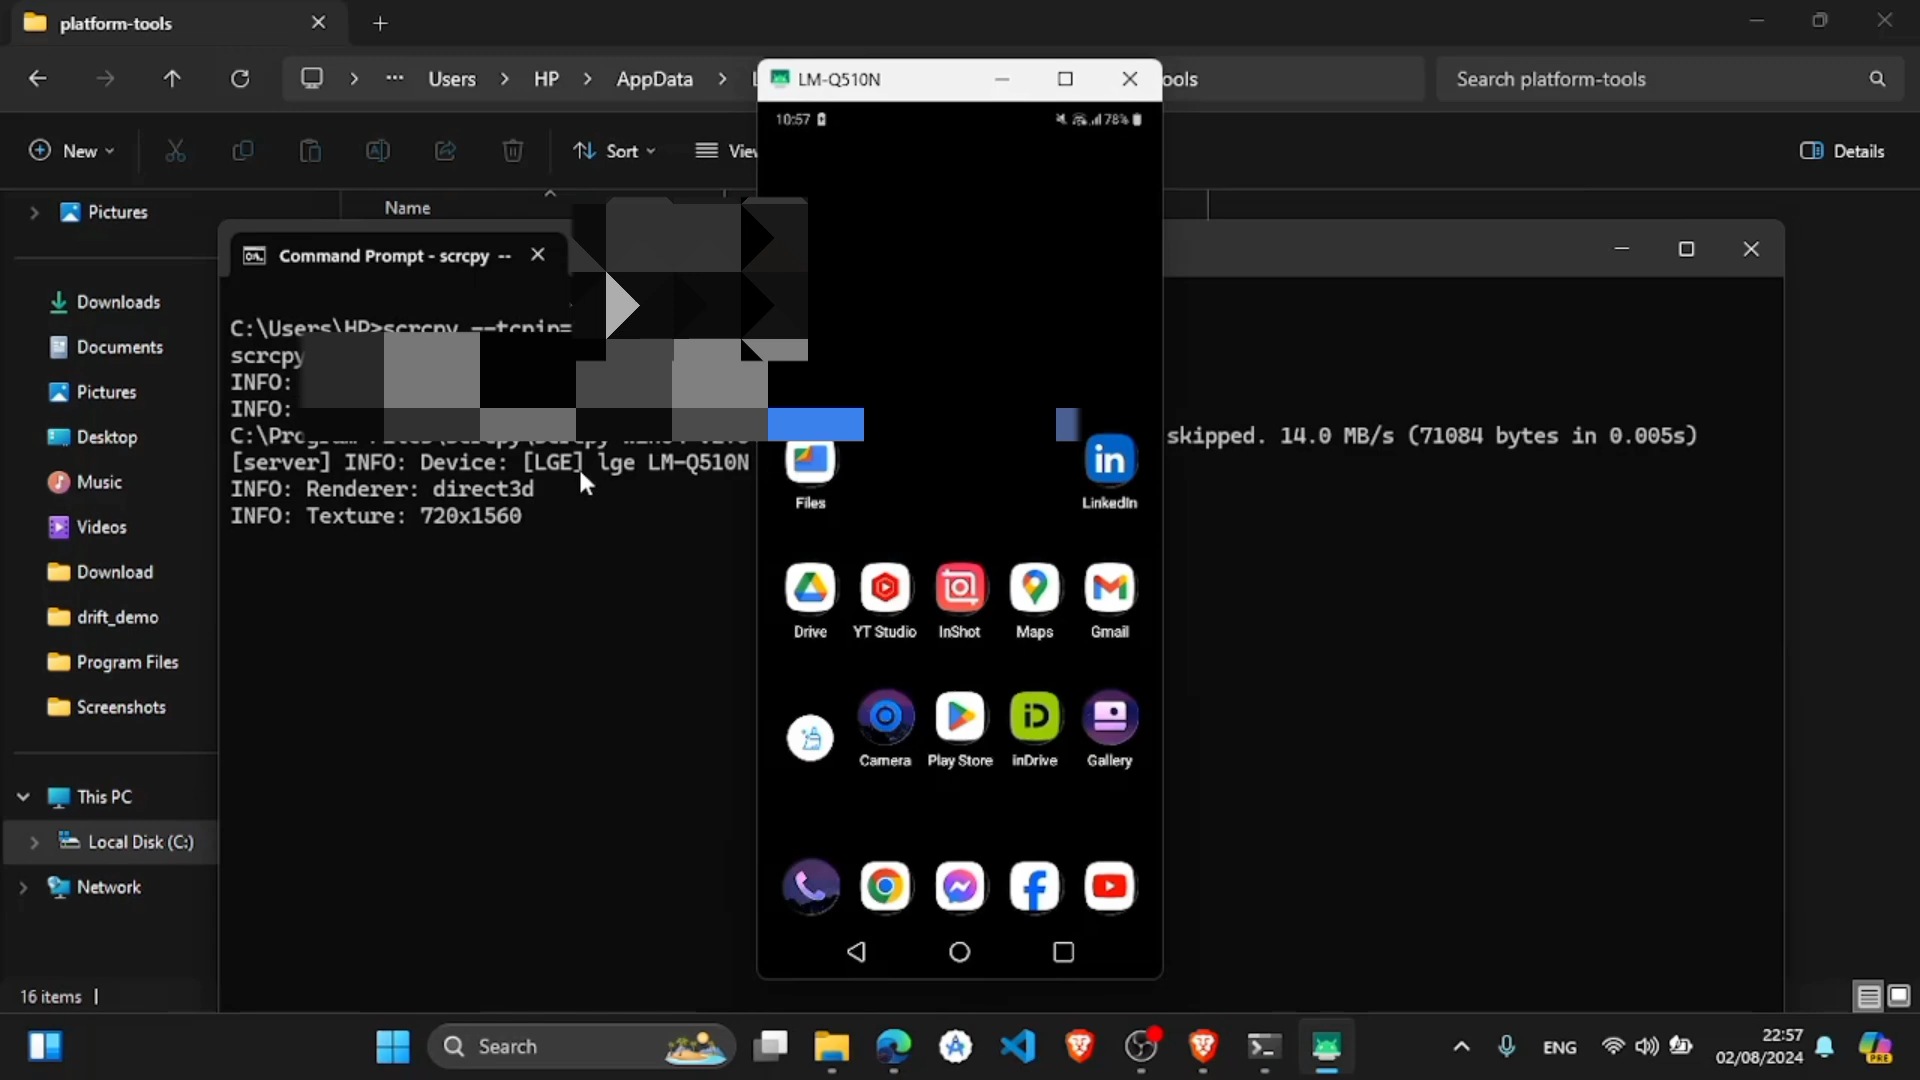 platform-tools
Users
HP
AppData
LM-Q510N
Search platform-tools
10:57
78%
New
Sort
Details
Name
Pictures
Command Prompt - scrcpy --
Downloads
Documents
Pictures
Desktop
Music
Videos
Download
drift_demo
Program Files
Screenshots
This PC
Local Disk (C:)
Network
C:\Users\HP>scrcpy --tcpip=
scrcpy
INFO:
INFO:
skipped. 14.0 MB/s (71084 bytes in 0.005s)
[server] INFO: Device: [LGE] lge LM-Q510N
INFO: Renderer: direct3d
INFO: Texture: 720x1560
Files
LinkedIn
Drive
YT Studio
InShot
Maps
Gmail
Camera
Play Store
inDrive
Gallery
16 items
Search
ENG
22:57
02/08/2024
PRE